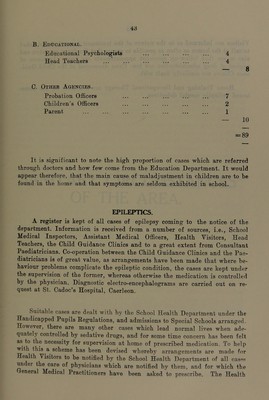 43
B. Educational.
Educational Psychologists ... ... ... ... 4
Head Teachers ... ... ... ... ... ... 4
— 8
C. Other Agencies.
Probation Officers ... ... ... ... ... 7
Children's Officers ... ... ... ... ... 2
Parent ... ... ... ... ... ... ... 1
— 10
—
=89
—
It is significant to note the high proportion of cases which are referred
through doctors and how few come from the Education Department. It would
appear therefore, that the main cause of maladjustment in children are to be
found in the home and that symptoms are seldom exhibited in school.
EPILEPTICS.
A register is kept of all cases of epilepsy coming to the notice of the
department. Information is received from a number of sources, i.e., School
Medical Inspectors, Assistant Medical Officers, Health Visitors, Head
Teachers, the Child Guidance Clinics and to a great extent from Consultant
Paediatricians. Co-operation between the Child Guidance Clinics and the Pae-
diatricians is of great value, as arrangements have been made that where be-
haviour problems complicate the epileptic condition, the cases are kept under
the supervision of the former, whereas otherwise the medication is controlled
by the physician. Diagnostic electro-encephalograms are carried out on re-
quest at St. Cadoc's Hospital, Caerleon.
Suitable cases are dealt with by the School Health Department under the
Handicapped Pupils Regulations, and admissions to Special Schools arranged.
However, there are many other cases which lead normal lives when ade-
quately controlled by sedative drugs, and for some time concern has been felt
as to the necessity for supervision at home of prescribed medication. To help
with this a scheme has been devised whereby arrangements are made for
Health Visitors to be notified by the School Health Department of all cases
under the care of physicians which are notified by them, and for which the
General Medical Practitioners have been asked to prescribe. The Health